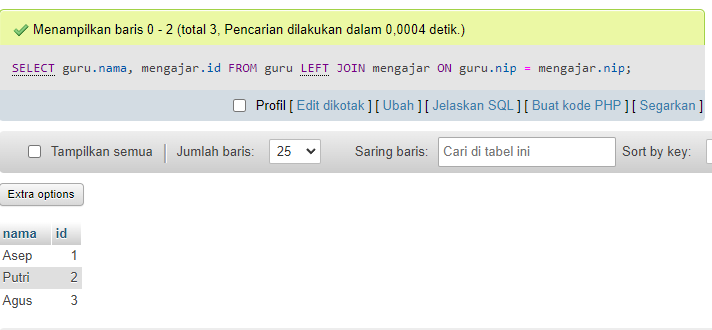 Menampilkan baris 0 - 2 (total 3, Pencarian dilakukan dalam 0,0004 detik.)
SELECT guru.nama, mengajar.id FROM guru LEFT JOIN mengajar ON guru.nip = mengajar.nip;
Profil [ Edit dikotak ] [ Ubah ] [ Jelaskan SQL ] [ Buat kode PHP ] [ Segarkan ]
Tampilkan semua Jumlah baris: 25 Saring baris: Cari di tabel ini Sort by key:
Extra options
nama id
Asep 1
Putri 2
Agus 3